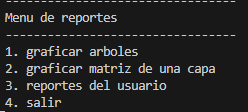 -----------------------------------
Menu de reportes
-----------------------------------
1. graficar arboles
2. graficar matriz de una capa
3. reportes del usuario
4. salir